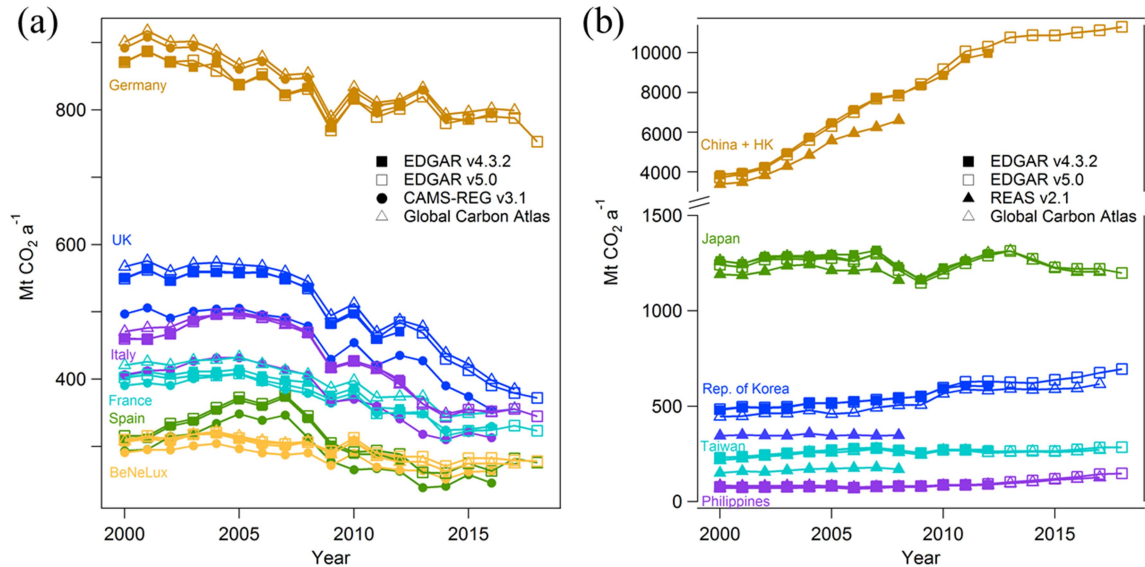 (a)
(b)
Mt CO₂ a⁻¹
800
600
400
2000
2005
2010
2015
Year
Germany
UK
Italy
France
Spain
BeNeLux
EDGAR v4.3.2
EDGAR v5.0
CAMS-REG v3.1
Global Carbon Atlas
Mt CO₂ a⁻¹
10000
8000
6000
4000
1500
1000
500
0
2000
2005
2010
2015
Year
China + HK
Japan
Rep. of Korea
Taiwan
Philippines
EDGAR v4.3.2
EDGAR v5.0
REAS v2.1
Global Carbon Atlas